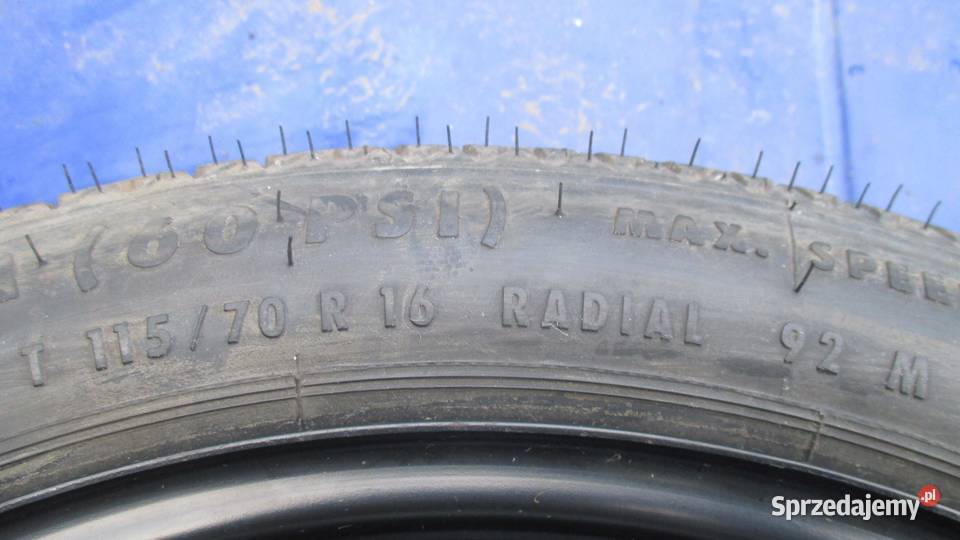 (60 PSI) MAX. SPEE
T 115/70 R 16 RADIAL 92 M
Sprzedajemy.pl